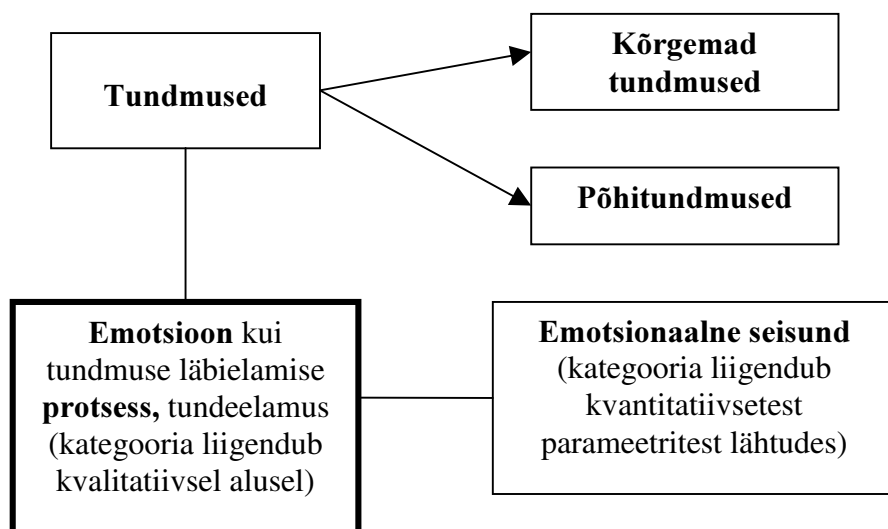 Tundmused
Kõrgemad
tundmused
Põhitundmused
Emotsioon kui
tundmuse läbielamise
protsess, tundeelamus
(kategooria liigendub
kvalitatiivsel alusel)
Emotsionaalne seisund
(kategooria liigendub
kvantitatiivsetest
parameetritest lähtudes)